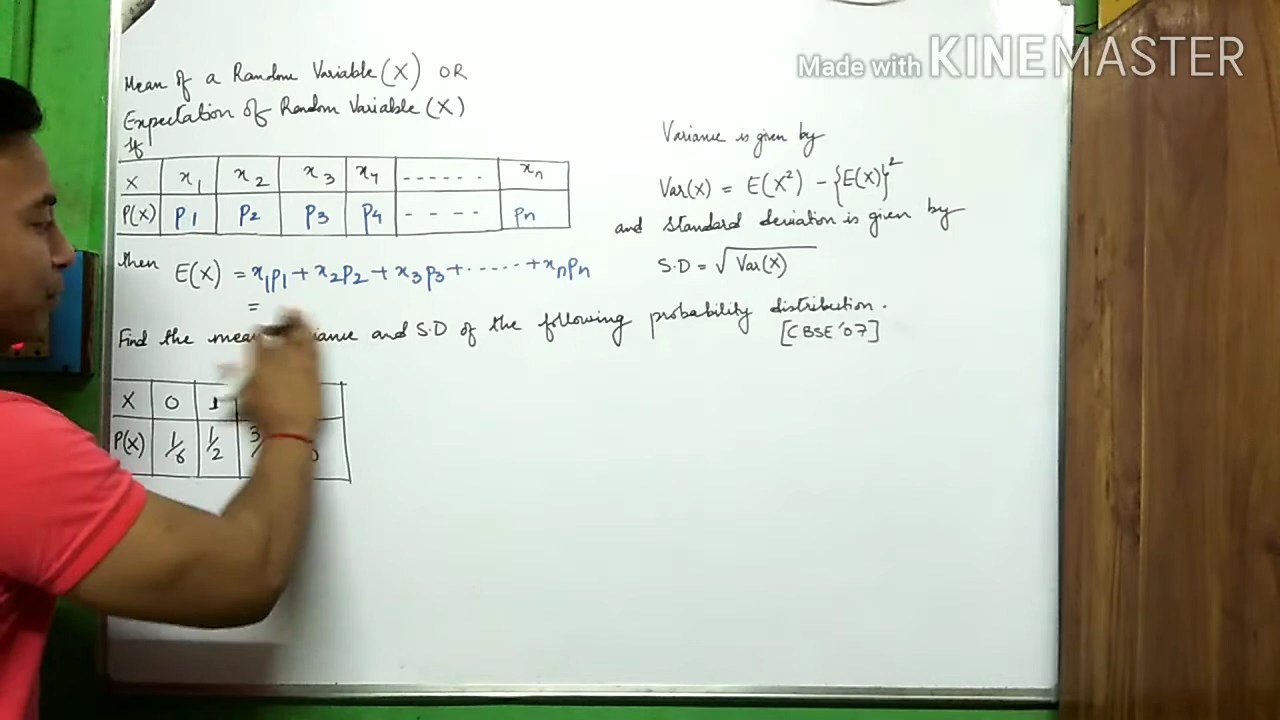 Made with KINEMASTER
Mean of a Random Variable (X) OR
Expectation of Random Variable (X)
If
X x₁ x₂ x₃ x₄ ------ . xₙ
P(X) p₁ p₂ p₃ p₄ - - - - pₙ
then E(X) = x₁p₁ + x₂p₂ + x₃p₃ + ...... + xₙpₙ
=
Variance is given by
Var(x) = E(X²) - {E(X)}²
and standard deviation is given by
S.D = √Var(X)
Find the and S.D of the following probability distribution.
[CBSE '07]
X 0 1
P(X) 1/6 1/2 3/